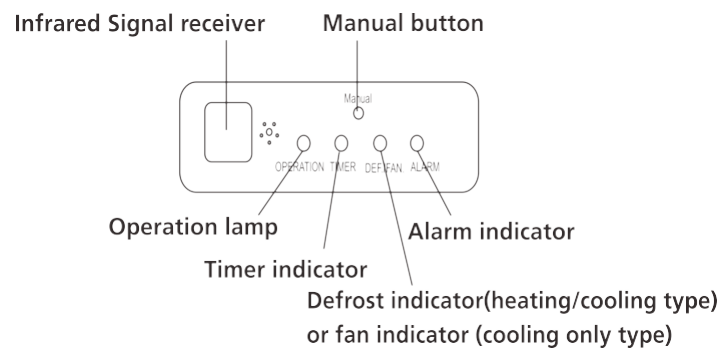 Infrared Signal receiver
Manual button
Manual
OPERATION TIMER DEF./FAN ALARM
Operation lamp
Alarm indicator
Timer indicator
Defrost indicator(heating/cooling type)
or fan indicator (cooling only type)